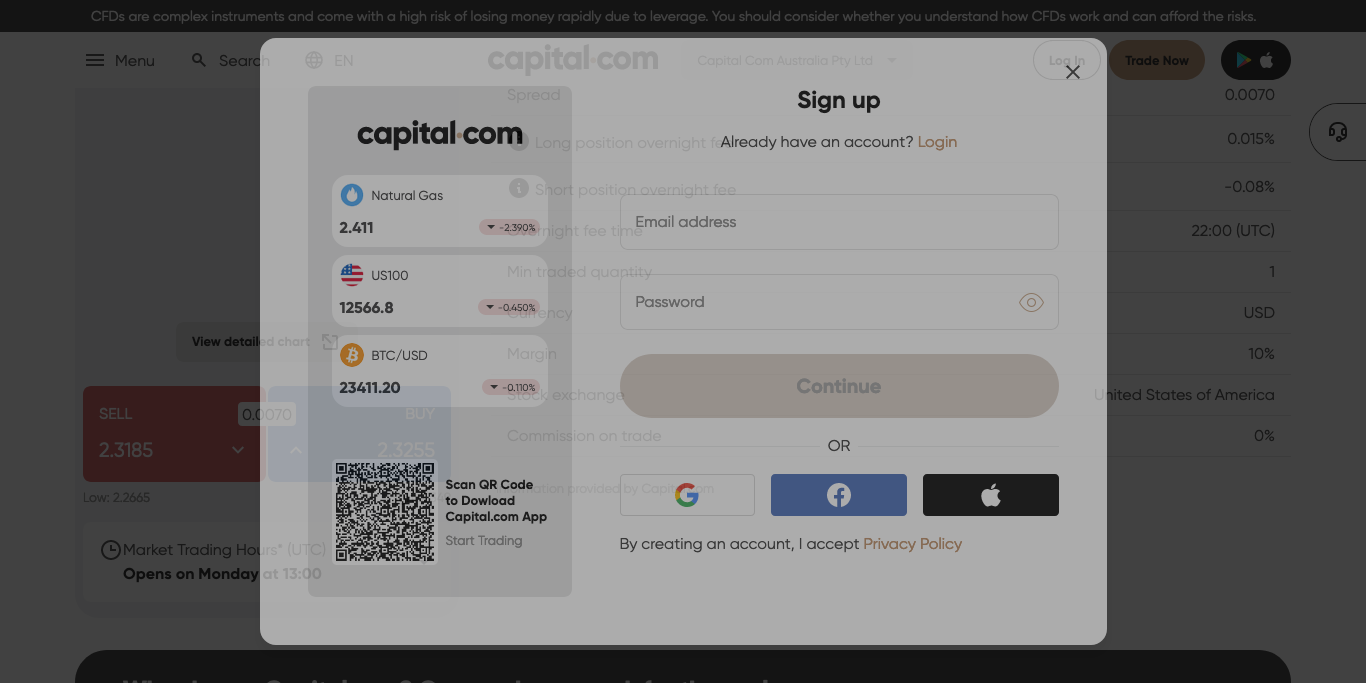 CFDs are complex instruments and come with a high risk of losing money rapidly due to leverage. You should consider whether you understand how CFDs work and can afford the risks.
Menu
Search
EN
capital.com
Capital Com Australia Pty Ltd
Log In
Trade Now
Spread
0.0070
Long position overnight fee
0.015%
Short position overnight fee
-0.08%
Overnight fee time
22:00 (UTC)
Min traded quantity
1
Currency
USD
Margin
10%
Stock exchange
United States of America
Commission on trade
0%
provided by Capital.com
View detailed chart
SELL
2.3185
0.0070
BUY
2.3255
Low: 2.2665
Market Trading Hours* (UTC)
Opens on Monday at 13:00
capital.com
Natural Gas
2.411
-2.390%
US100
12566.8
-0.450%
BTC/USD
23411.20
-0.110%
Scan QR Code
to Dowload
Capital.com App
Start Trading
Sign up
Already have an account? Login
Email address
Password
Continue
OR
By creating an account, I accept Privacy Policy